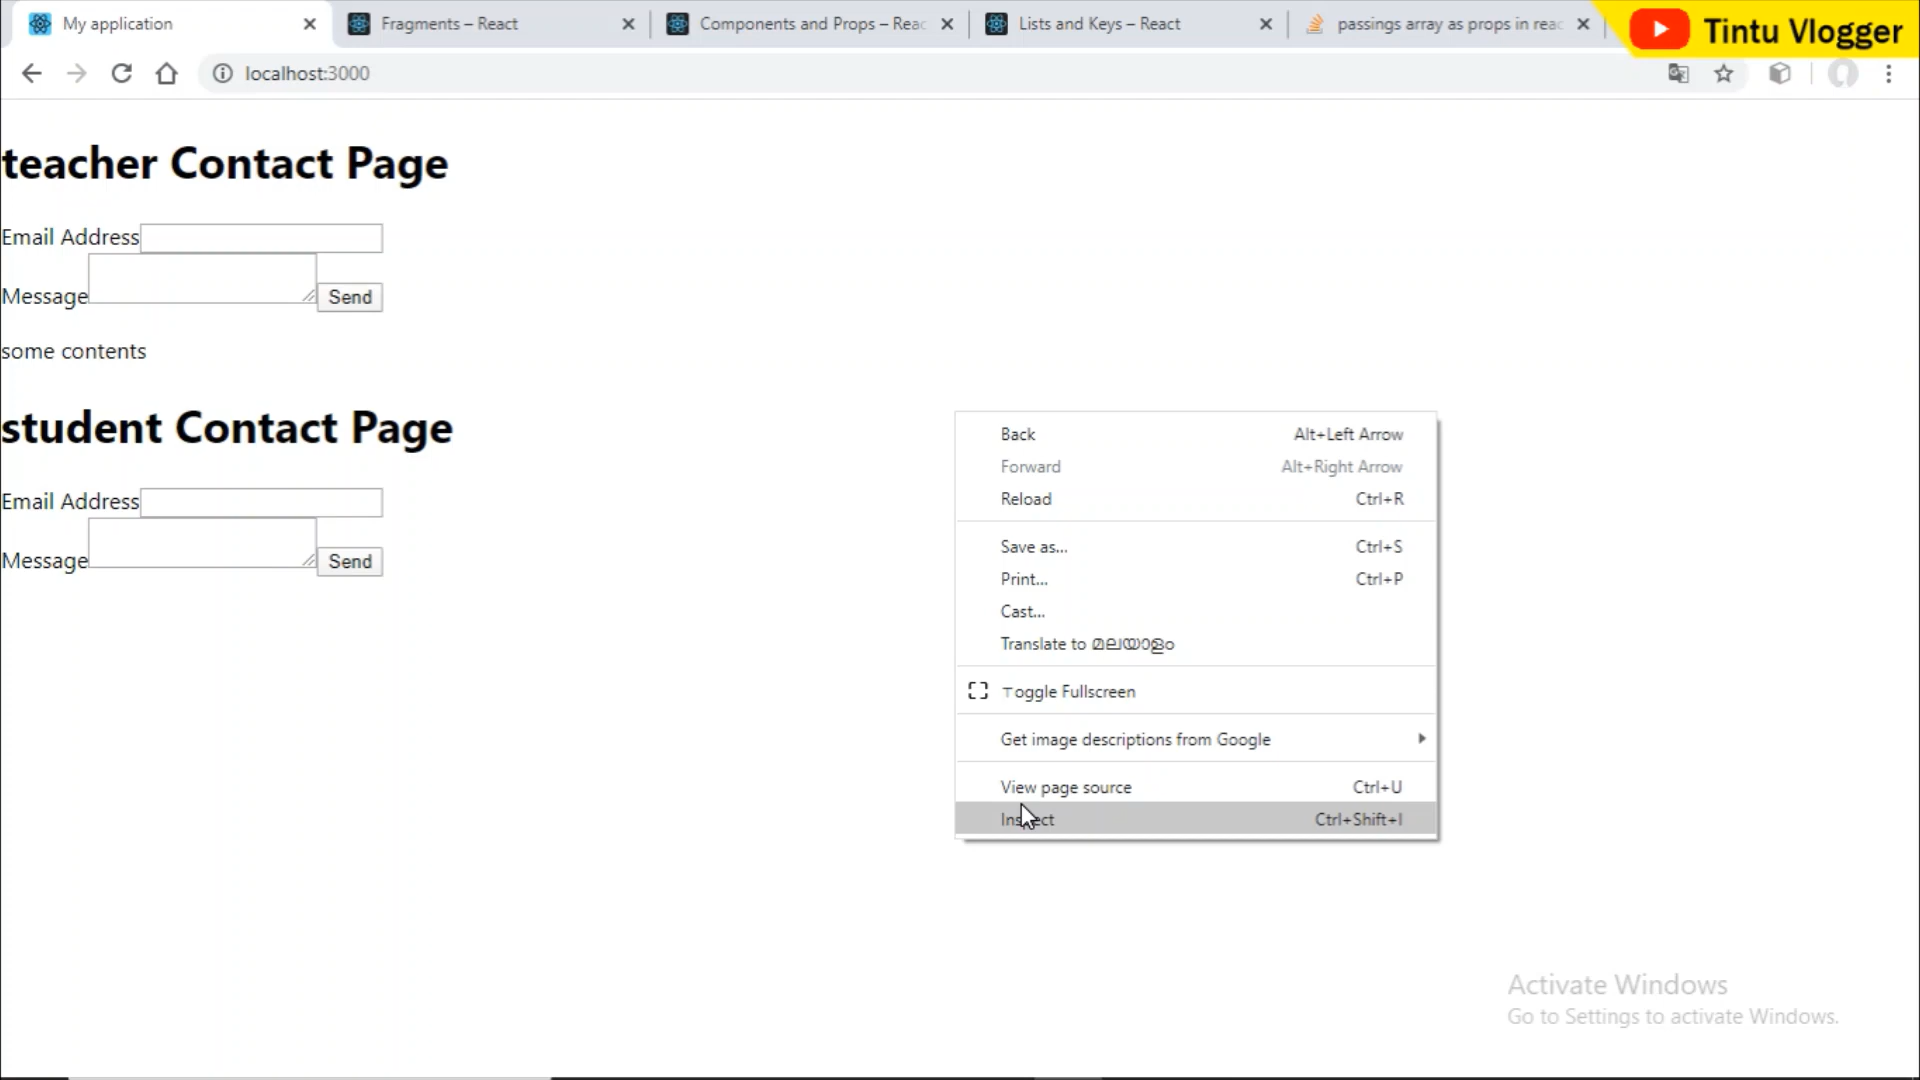 My application
Fragments – React
Components and Props – Reac
Lists and Keys – React
passings array as props in reac
Tintu Vlogger
localhost:3000
teacher Contact Page
Email Address
Message
Send
some contents
student Contact Page
Email Address
Message
Send
Back Alt+Left Arrow
Forward Alt+Right Arrow
Reload Ctrl+R
Save as... Ctrl+S
Print... Ctrl+P
Cast...
Translate to മലയാളം
Toggle Fullscreen
Get image descriptions from Google
View page source Ctrl+U
Inspect Ctrl+Shift+I
Activate Windows
Go to Settings to activate Windows.